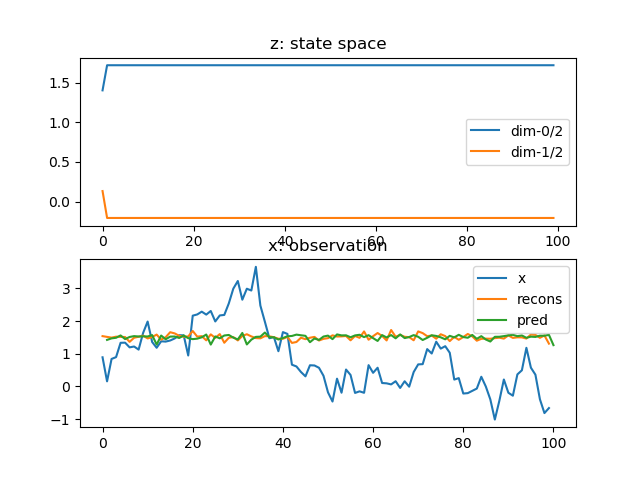 z: state space
1.5
1.0
0.5
0.0
dim-0/2
dim-1/2
0 20 40 60 80 100
x: observation
3
2
1
0
−1
x
recons
pred
0 20 40 60 80 100